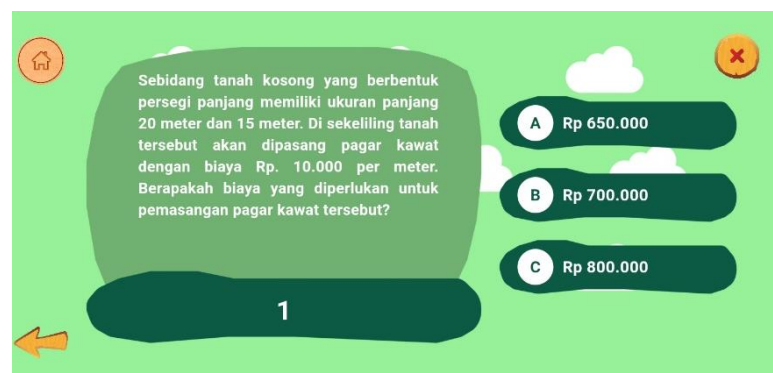 Sebidang tanah kosong yang berbentuk
persegi panjang memiliki ukuran panjang
20 meter dan 15 meter. Di sekeliling tanah
tersebut akan dipasang pagar kawat
dengan biaya Rp. 10.000 per meter.
Berapakah biaya yang diperlukan untuk
pemasangan pagar kawat tersebut?
1
A Rp 650.000
B Rp 700.000
C Rp 800.000